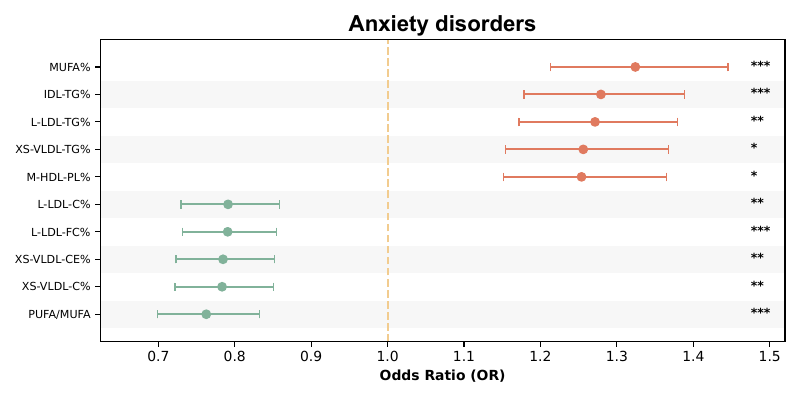 Anxiety disorders
MUFA% ***
IDL-TG% ***
L-LDL-TG% **
XS-VLDL-TG% *
M-HDL-PL% *
L-LDL-C% **
L-LDL-FC% ***
XS-VLDL-CE% **
XS-VLDL-C% **
PUFA/MUFA ***
0.7 0.8 0.9 1.0 1.1 1.2 1.3 1.4 1.5
Odds Ratio (OR)